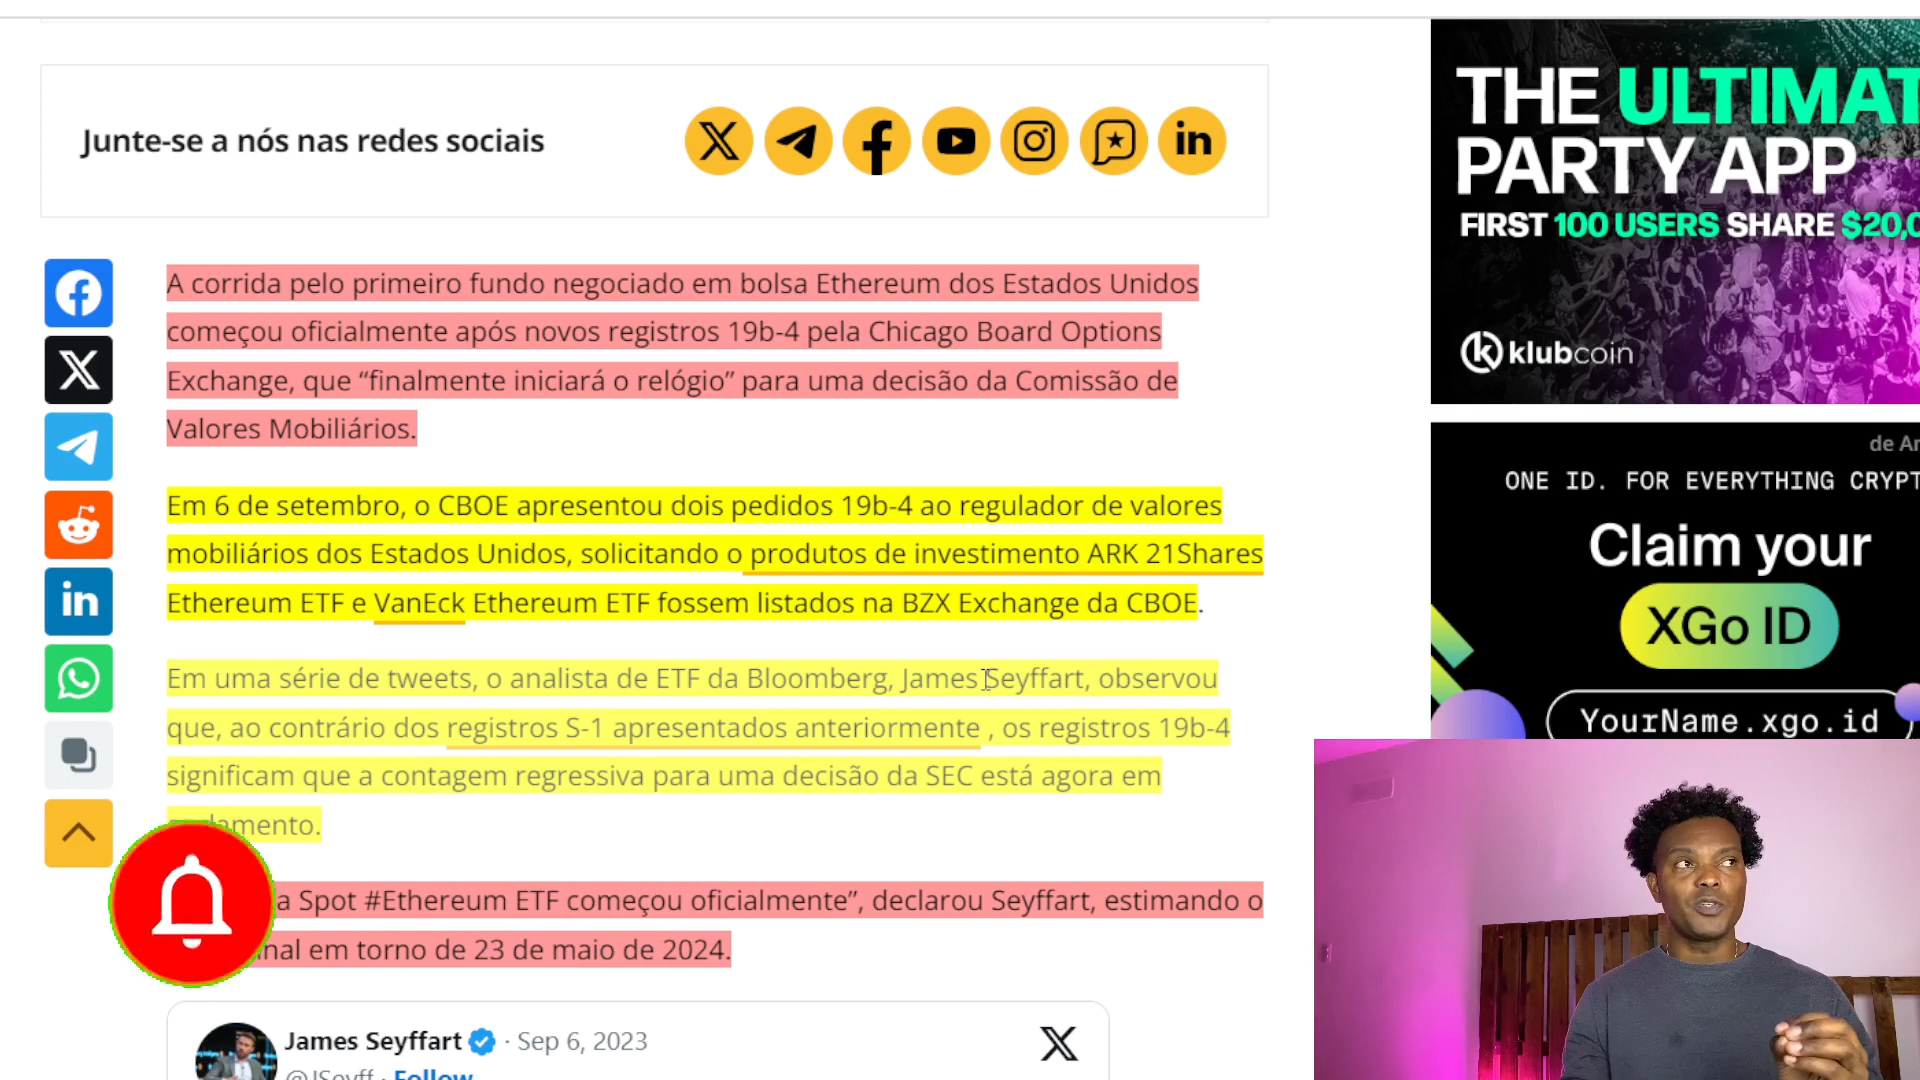 Junte-se a nós nas redes sociais
A corrida pelo primeiro fundo negociado em bolsa Ethereum dos Estados Unidos
começou oficialmente após novos registros 19b-4 pela Chicago Board Options
Exchange, que “finalmente iniciará o relógio” para uma decisão da Comissão de
Valores Mobiliários.
Em 6 de setembro, o CBOE apresentou dois pedidos 19b-4 ao regulador de valores
mobiliários dos Estados Unidos, solicitando o produtos de investimento ARK 21Shares
Ethereum ETF e VanEck Ethereum ETF fossem listados na BZX Exchange da CBOE.
Em uma série de tweets, o analista de ETF da Bloomberg, James Seyffart, observou
que, ao contrário dos registros S-1 apresentados anteriormente , os registros 19b-4
significam que a contagem regressiva para uma decisão da SEC está agora em
amento.
a Spot #Ethereum ETF começou oficialmente”, declarou Seyffart, estimando o
nal em torno de 23 de maio de 2024.
James Seyffart · Sep 6, 2023
@JSeyff · Follow
THE ULTIMAT
PARTY APP
FIRST 100 USERS SHARE $20,0
klubcoin
de Ar
ONE ID. FOR EVERYTHING CRYPT
Claim your
XGo ID
YourName.xgo.id